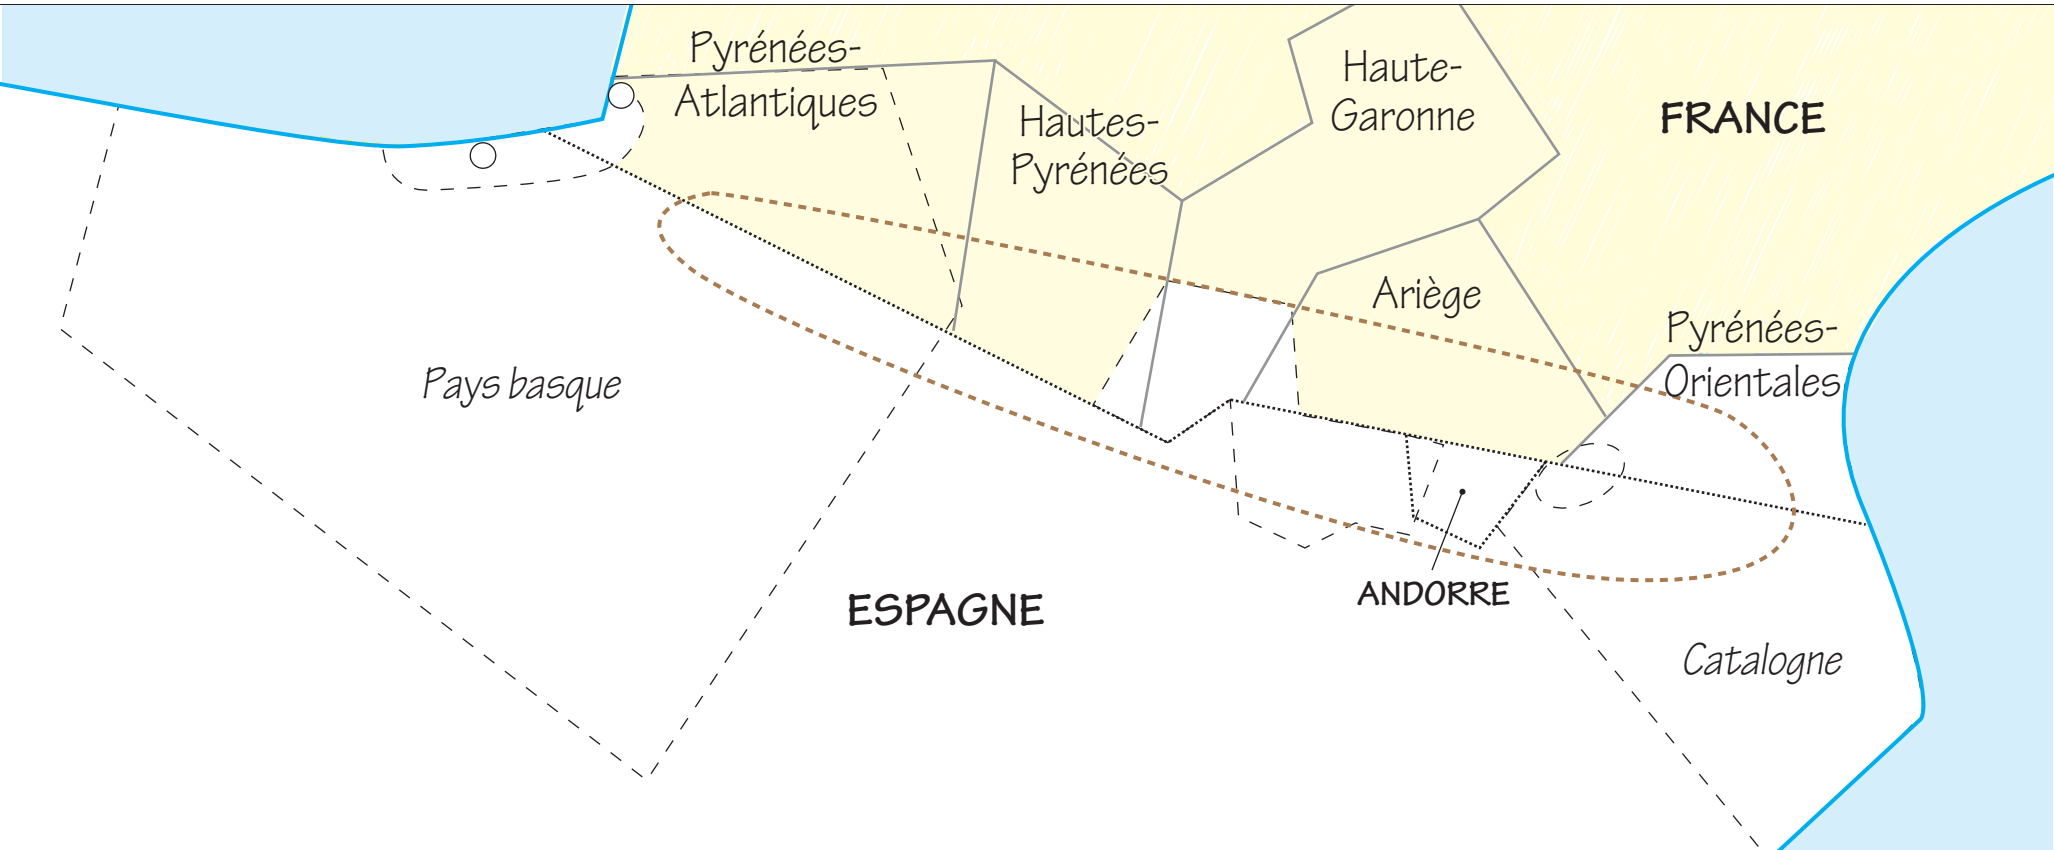 Pyrénées-
Atlantiques
Hautes-
Pyrénées
Haute-
Garonne
FRANCE
Ariège
Pyrénées-
Orientales
Pays basque
ESPAGNE
ANDORRE
Catalogne